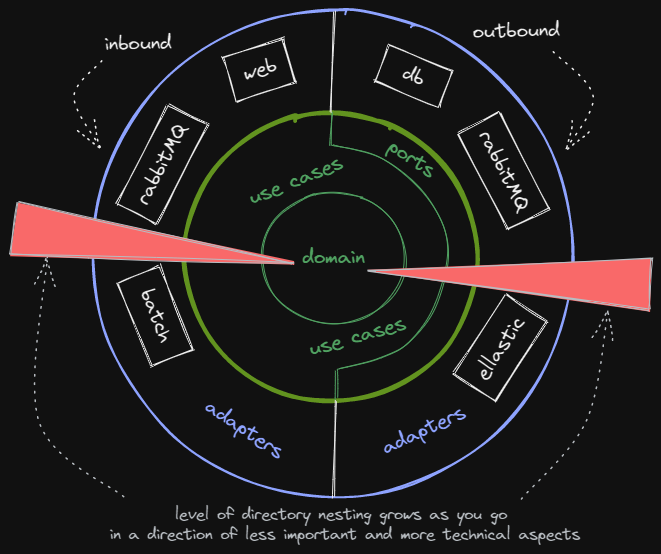 inbound
outbound
web
db
rabbitMQ
rabbitMQ
use cases
ports
domain
batch
use cases
ellastic
adapters
adapters
level of directory nesting grows as you go
in a direction of less important and more technical aspects